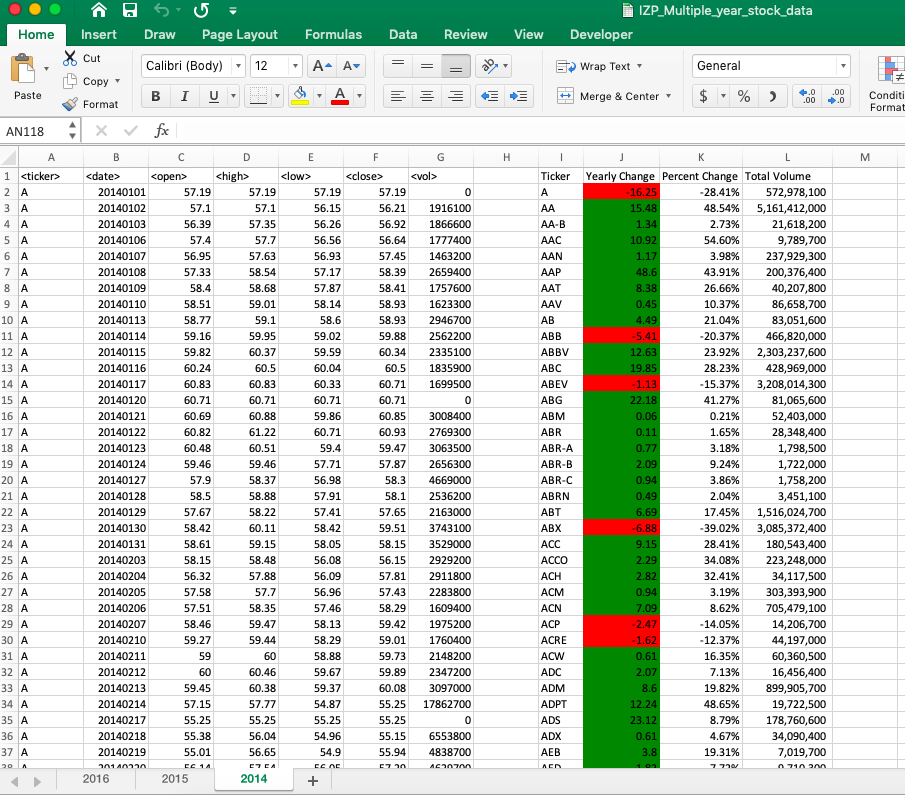 IZP_Multiple_year_stock_data
Home Insert Draw Page Layout Formulas Data Review View Developer
Cut
Calibri (Body) 12 A A Wrap Text General
Copy
Paste Format B I U A Merge & Center $ % ) .0 .00 .00 .0 Conditi
Format
AN118 fx
A B C D E F G H I J K L M
1 <ticker> <date> <open> <high> <low> <close> <vol> Ticker Yearly Change Percent Change Total Volume
2 A 20140101 57.19 57.19 57.19 57.19 0 A -16.25 -28.41% 572,978,100
3 A 20140102 57.1 57.1 56.15 56.21 1916100 AA 15.48 48.54% 5,161,412,000
4 A 20140103 56.39 57.35 56.26 56.92 1866600 AA-B 1.34 2.73% 21,618,200
5 A 20140106 57.4 57.7 56.56 56.64 1777400 AAC 10.92 54.60% 9,789,700
6 A 20140107 56.95 57.63 56.93 57.45 1463200 AAN 1.17 3.98% 237,929,300
7 A 20140108 57.33 58.54 57.17 58.39 2659400 AAP 48.6 43.91% 200,376,400
8 A 20140109 58.4 58.68 57.87 58.41 1757600 AAT 8.38 26.66% 40,207,800
9 A 20140110 58.51 59.01 58.14 58.93 1623300 AAV 0.45 10.37% 86,658,700
10 A 20140113 58.77 59.1 58.6 58.93 2946700 AB 4.49 21.04% 83,051,600
11 A 20140114 59.16 59.95 59.02 59.88 2562200 ABB -5.41 -20.37% 466,820,000
12 A 20140115 59.82 60.37 59.59 60.34 2335100 ABBV 12.63 23.92% 2,303,237,600
13 A 20140116 60.24 60.5 60.04 60.5 1835900 ABC 19.85 28.23% 428,969,000
14 A 20140117 60.83 60.83 60.33 60.71 1699500 ABEV -1.13 -15.37% 3,208,014,300
15 A 20140120 60.71 60.71 60.71 60.71 0 ABG 22.18 41.27% 81,065,600
16 A 20140121 60.69 60.88 59.86 60.85 3008400 ABM 0.06 0.21% 52,403,000
17 A 20140122 60.82 61.22 60.71 60.93 2769300 ABR 0.11 1.65% 28,348,400
18 A 20140123 60.48 60.51 59.4 59.47 3063500 ABR-A 0.77 3.18% 1,798,500
19 A 20140124 59.46 59.46 57.71 57.87 2656300 ABR-B 2.09 9.24% 1,722,000
20 A 20140127 57.9 58.37 56.98 58.3 4669000 ABR-C 0.94 3.86% 1,758,200
21 A 20140128 58.5 58.88 57.91 58.1 2536200 ABRN 0.49 2.04% 3,451,100
22 A 20140129 57.67 58.22 57.41 57.65 2163000 ABT 6.69 17.45% 1,516,024,700
23 A 20140130 58.42 60.11 58.42 59.51 3743100 ABX -6.88 -39.02% 3,085,372,400
24 A 20140131 58.61 59.15 58.05 58.15 3529000 ACC 9.15 28.41% 180,543,400
25 A 20140203 58.15 58.48 56.08 56.15 2929200 ACCO 2.29 34.08% 223,248,000
26 A 20140204 56.32 57.88 56.09 57.81 2911800 ACH 2.82 32.41% 34,117,500
27 A 20140205 57.58 57.7 56.96 57.43 2283800 ACM 0.94 3.19% 303,393,900
28 A 20140206 57.51 58.35 57.46 58.29 1609400 ACN 7.09 8.62% 705,479,100
29 A 20140207 58.46 59.47 58.13 59.42 1975200 ACP -2.47 -14.05% 14,206,700
30 A 20140210 59.27 59.44 58.29 59.01 1760400 ACRE -1.62 -12.37% 44,197,000
31 A 20140211 59 60 58.88 59.73 2148200 ACW 0.61 16.35% 60,360,500
32 A 20140212 60 60.46 59.67 59.89 2347200 ADC 2.07 7.13% 16,456,400
33 A 20140213 59.45 60.38 59.37 60.08 3097000 ADM 8.6 19.82% 899,905,700
34 A 20140214 57.15 57.77 54.87 55.25 17862700 ADPT 12.24 48.65% 19,722,500
35 A 20140217 55.25 55.25 55.25 55.25 0 ADS 23.12 8.79% 178,760,600
36 A 20140218 55.38 56.04 54.96 55.15 6553800 ADX 0.61 4.67% 34,090,400
37 A 20140219 55.01 56.65 54.9 55.94 4838700 AEB 3.8 19.31% 7,019,700
2016 2015 2014 +